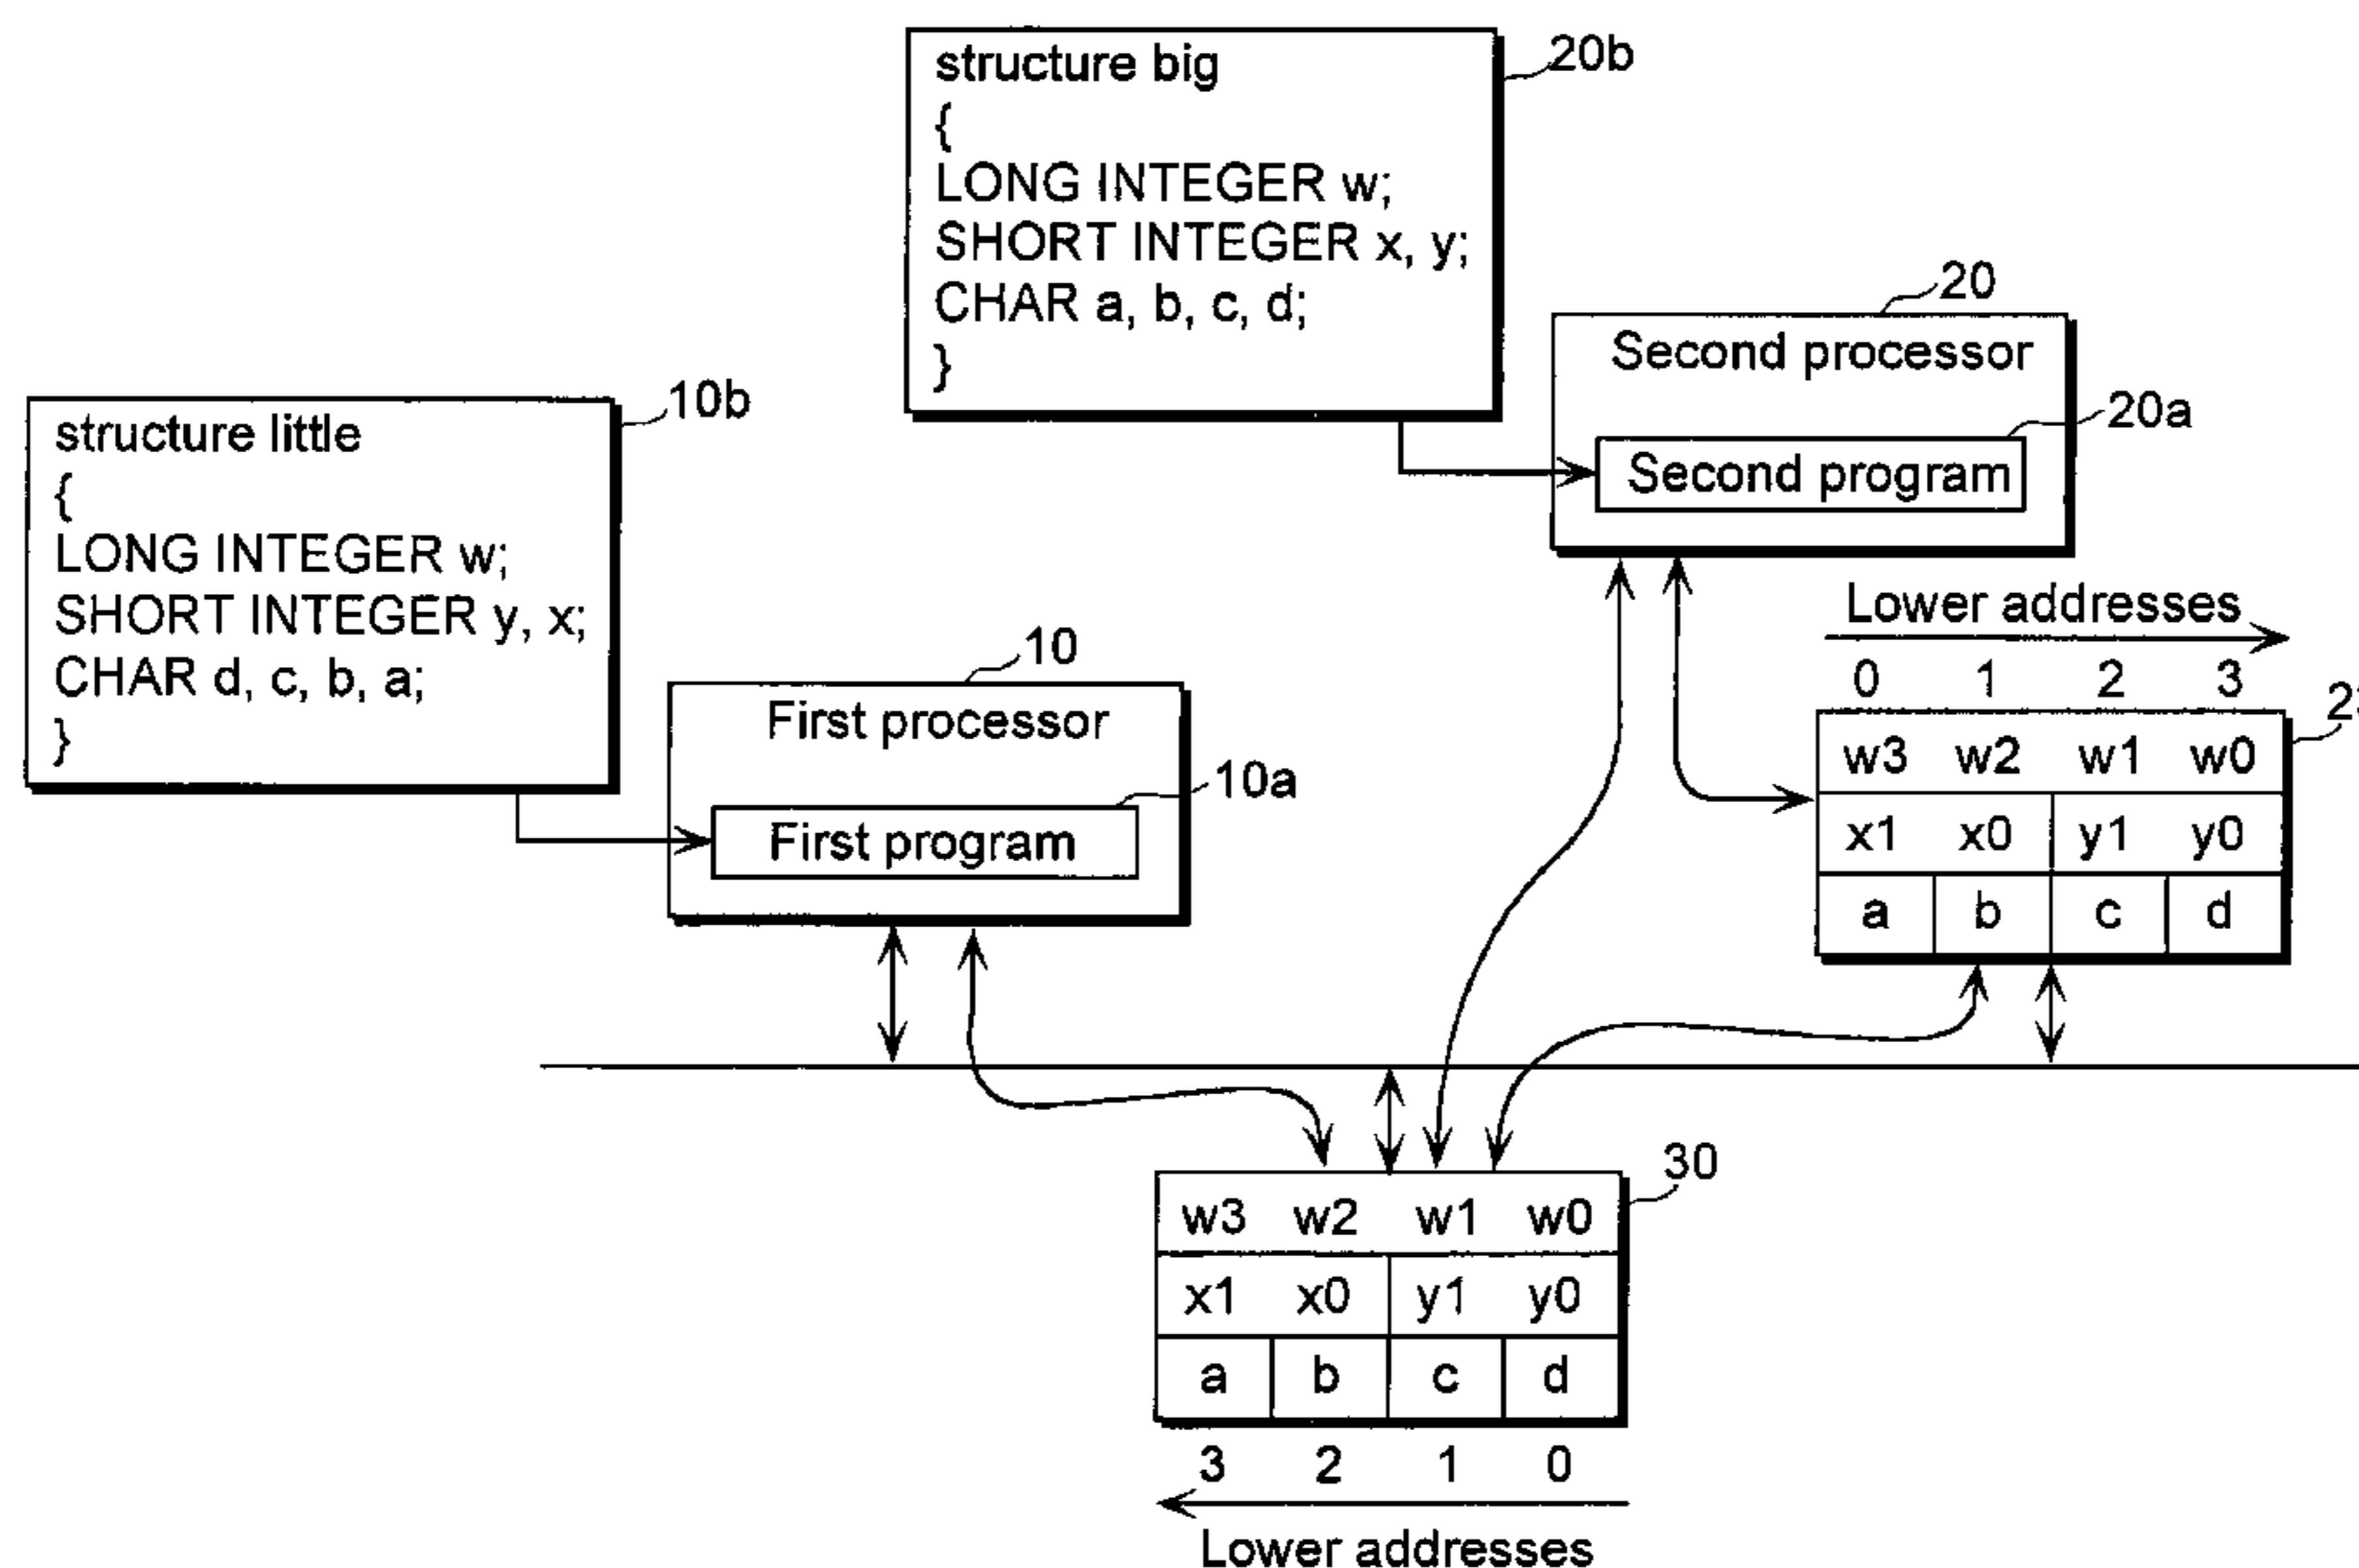 structure big
{
LONG INTEGER w;
SHORT INTEGER x, y;
CHAR a, b, c, d;
}
20b
20
Second processor
20a
Second program
structure little
{
LONG INTEGER w;
SHORT INTEGER y, x;
CHAR d, c, b, a;
}
10b
10
First processor
10a
First program
Lower addresses
0 1 2 3
w3 w2 w1 w0
x1 x0 y1 y0
a b c d
30
w3 w2 w1 w0
x1 x0 y1 y0
a b c d
3 2 1 0
Lower addresses